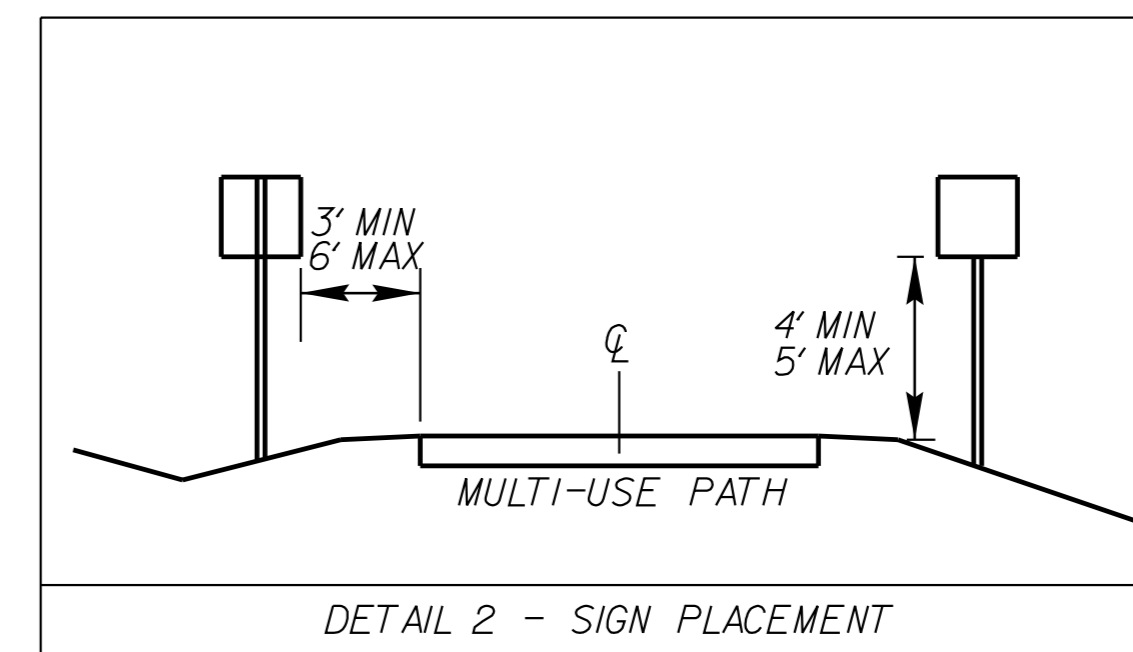 3' MIN
6' MAX
℄
4' MIN
5' MAX
MULTI-USE PATH
DETAIL 2 - SIGN PLACEMENT